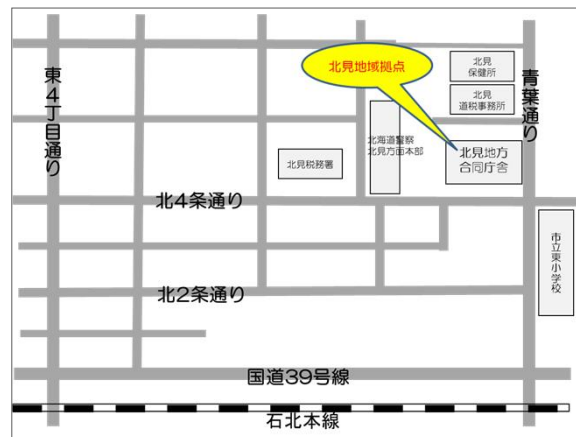 東4丁目通り
北見地域拠点
北見
保健所
北見
道税事務所
青葉通り
北海道警察
北見方面本部
北見地方
合同庁舎
北見税務署
北4条通り
市立東小学校
北2条通り
国道39号線
石北本線